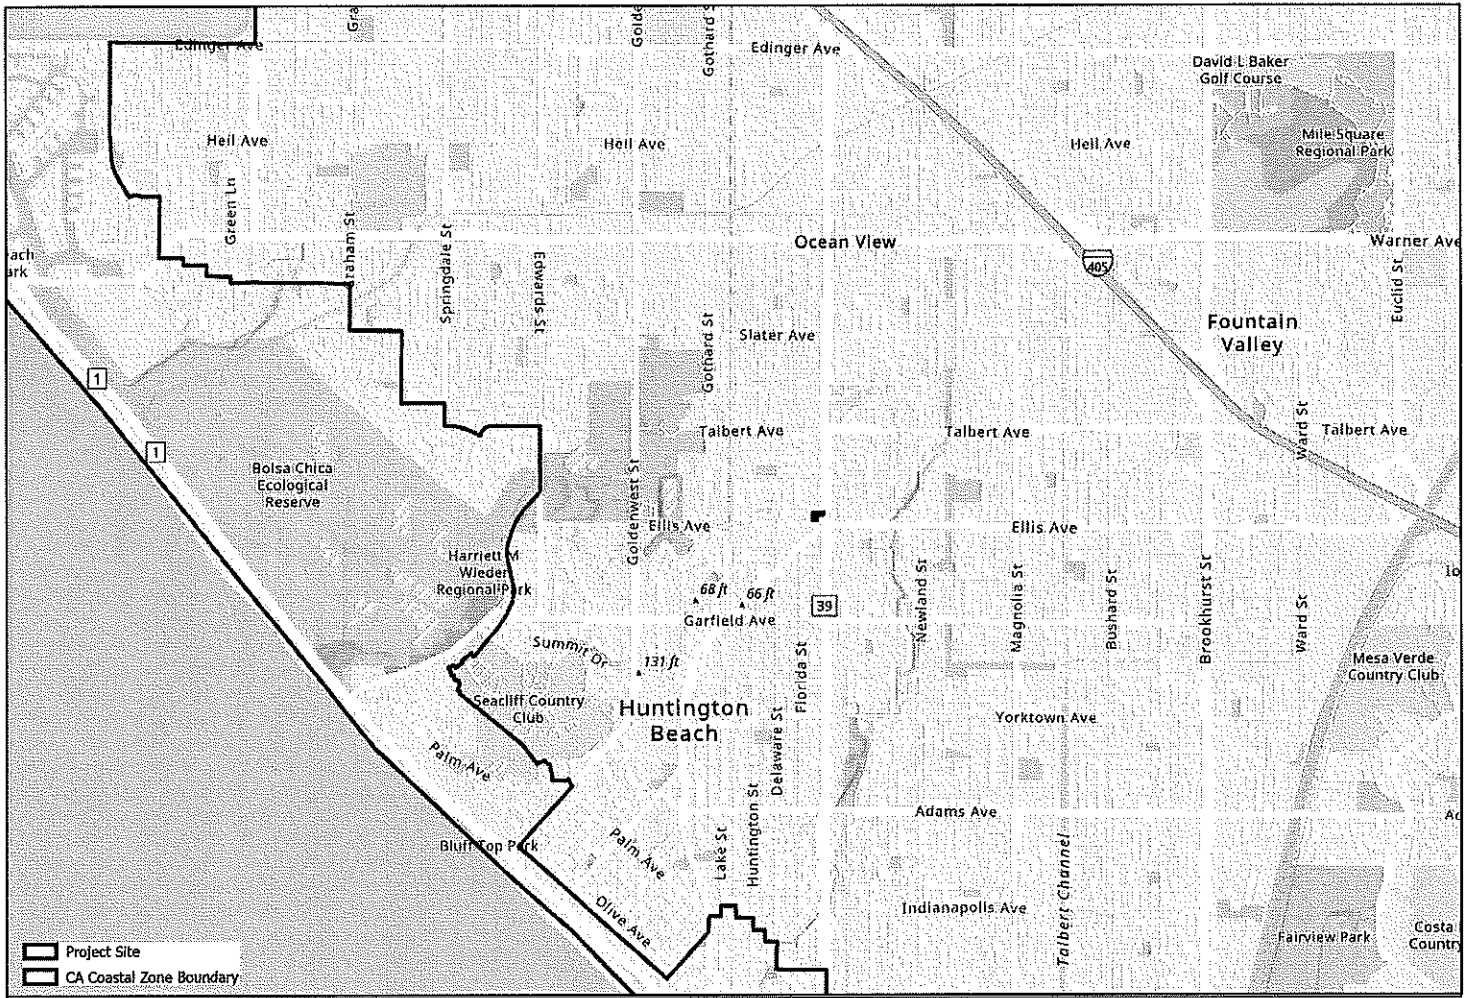 Edinger Ave
Edinger Ave
Gothard S
David L Baker
Golf Course
Mile Square
Regional Park
Heil Ave
Heil Ave
Heil Ave
Green Ln
Graham St
Springdale St
Edwards St
Ocean View
Warner Ave
405
Euclid St
ach
ark
Fountain
Valley
Slater Ave
Gothard St
1
1
Talbert Ave
Talbert Ave
Talbert Ave
Ward St
Bolsa Chica
Ecological
Reserve
Goldenwest St
Ellis Ave
Ellis Ave
Harriett M
Wieder
Regional Park
68 ft
66 ft
Garfield Ave
39
Newland St
Magnolia St
Bushard St
Brookhurst St
Ward St
Summit Dr
131 ft
Florida St
Mesa Verde
Country Club
Seacliff Country
Club
Huntington
Beach
Delaware St
Yorktown Ave
Palm Ave
Huntington St
Adams Ave
Bluff Top Park
Palm Ave
Lake St
Olive Ave
Indianapolis Ave
Talbert Channel
Fairview Park
Costa
Country
Project Site
CA Coastal Zone Boundary